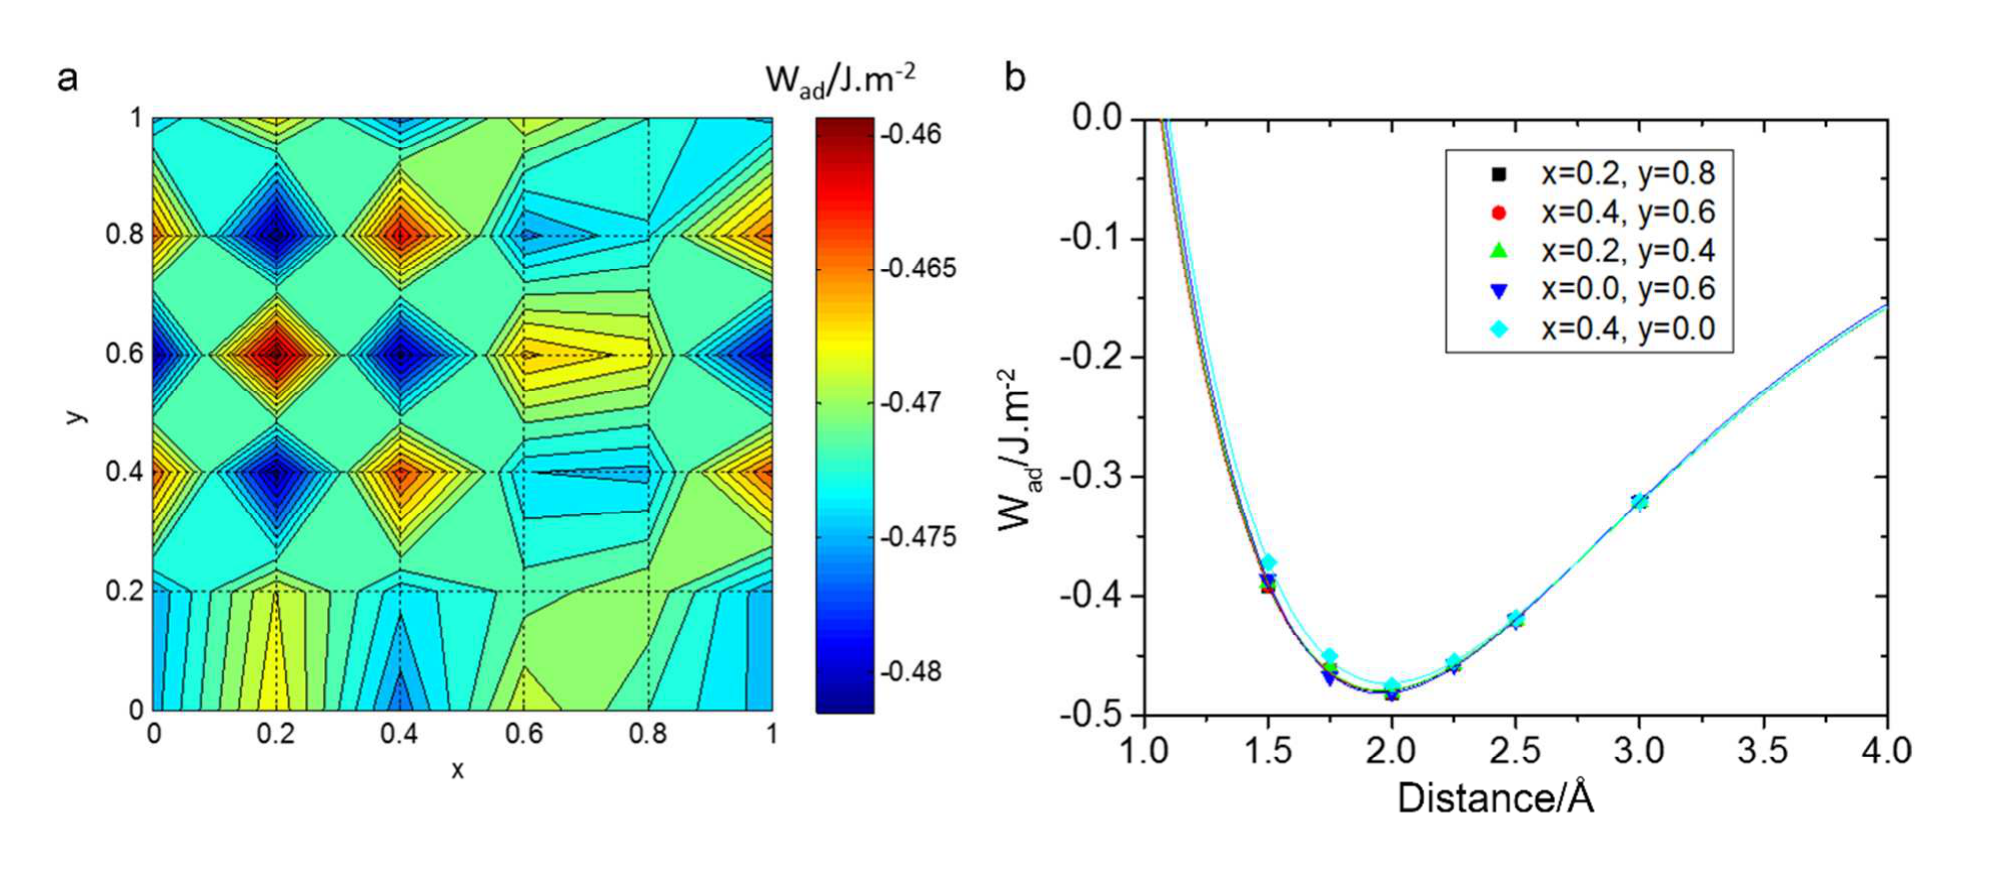 a
W_ad/J.m^-2
1
0.8
0.6
0.4
0.2
0
y
0 0.2 0.4 0.6 0.8 1
x
-0.46
-0.465
-0.47
-0.475
-0.48
b
0.0
-0.1
-0.2
-0.3
-0.4
-0.5
W_ad/J.m^-2
x=0.2, y=0.8
x=0.4, y=0.6
x=0.2, y=0.4
x=0.0, y=0.6
x=0.4, y=0.0
1.0 1.5 2.0 2.5 3.0 3.5 4.0
Distance/Å